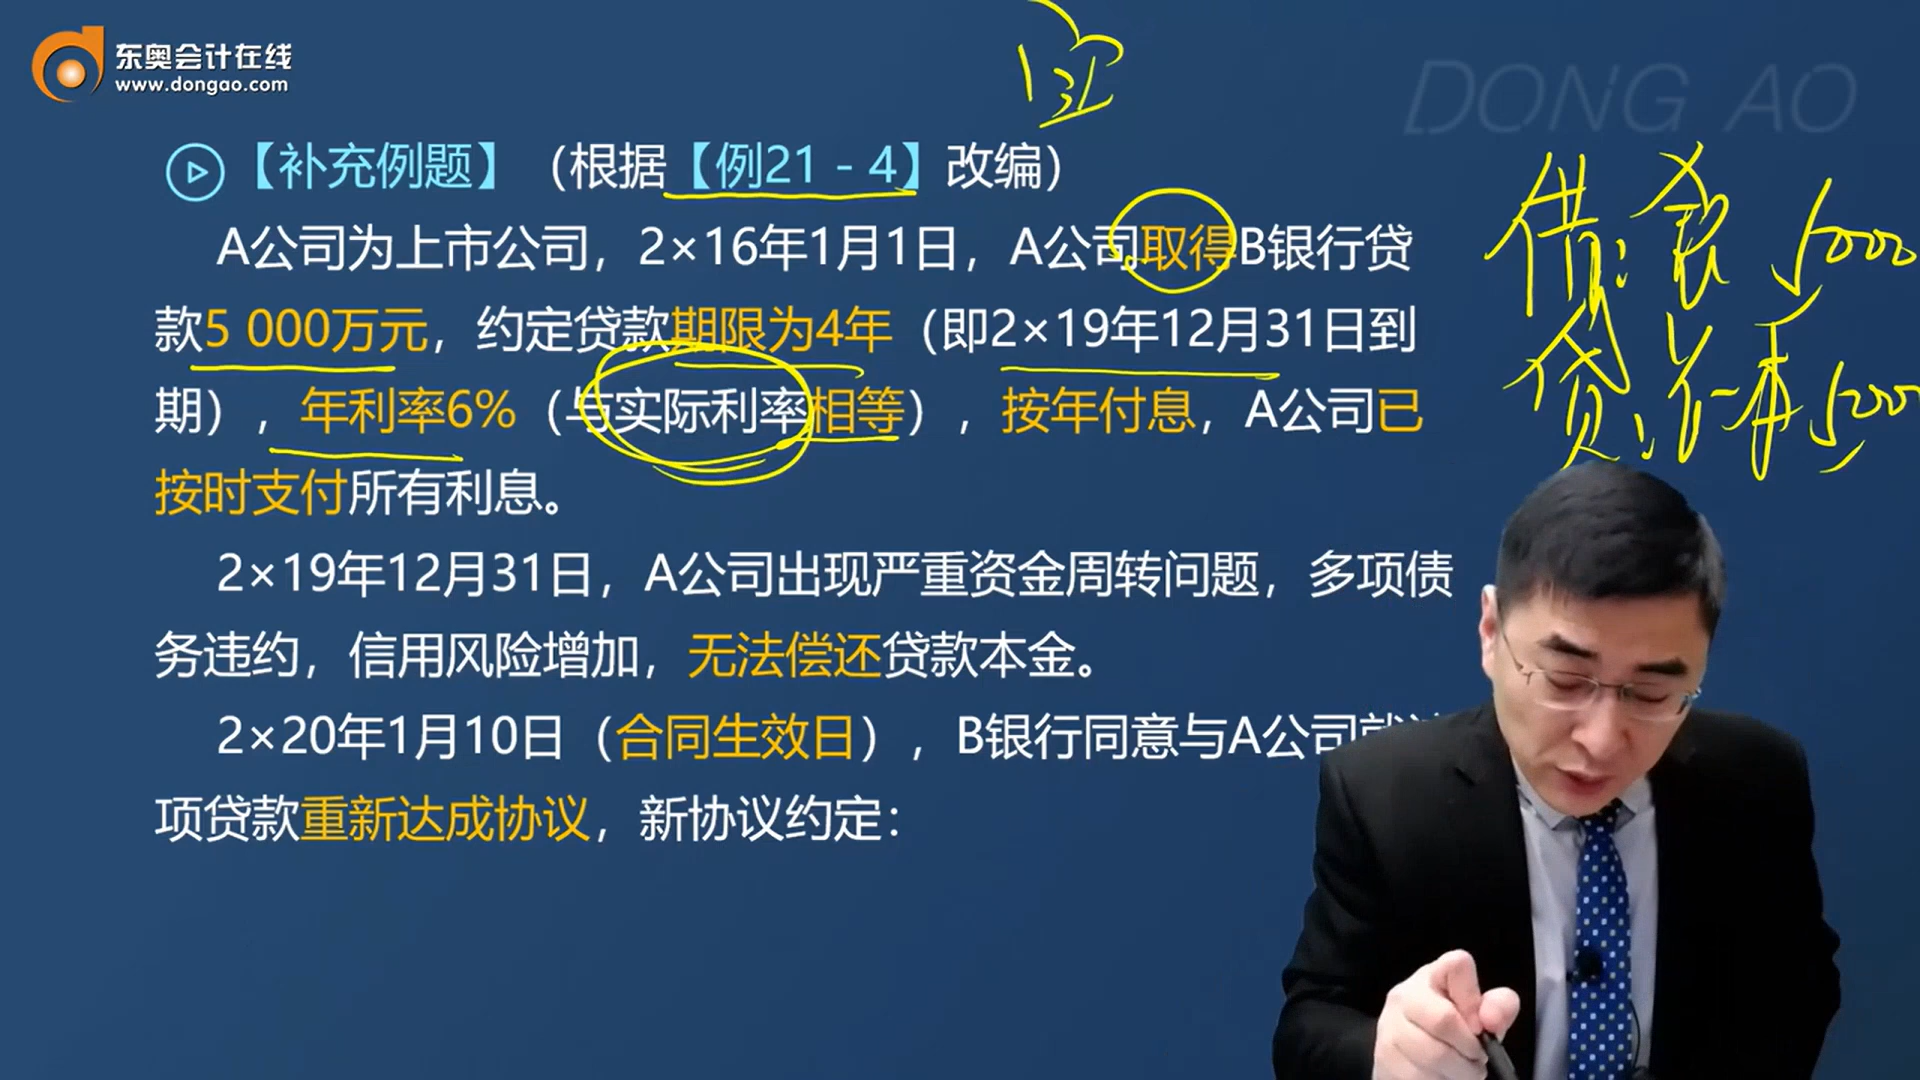 东奥会计在线
www.dongao.com
DONG AO
【补充例题】（根据【例21－4】改编）
A公司为上市公司，2×16年1月1日，A公司取得B银行贷
款5 000万元，约定贷款期限为4年（即2×19年12月31日到
期），年利率6%（与实际利率相等），按年付息，A公司已
按时支付所有利息。
2×19年12月31日，A公司出现严重资金周转问题，多项债
务违约，信用风险增加，无法偿还贷款本金。
2×20年1月10日（合同生效日），B银行同意与A公司就
项贷款重新达成协议，新协议约定：
借：银 5000
贷：长－本 5000